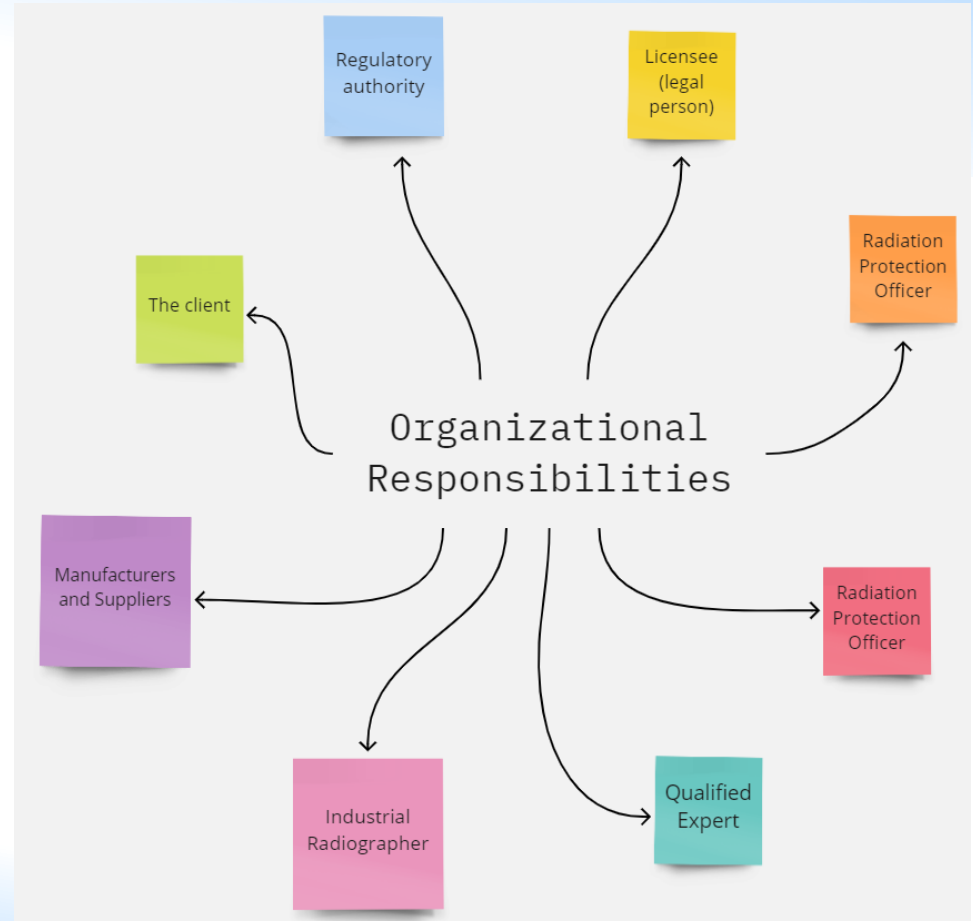 Regulatory
authority
Licensee
(legal
person)
Radiation
Protection
Officer
The client
Organizational
Responsibilities
Manufacturers
and Suppliers
Radiation
Protection
Officer
Industrial
Radiographer
Qualified
Expert